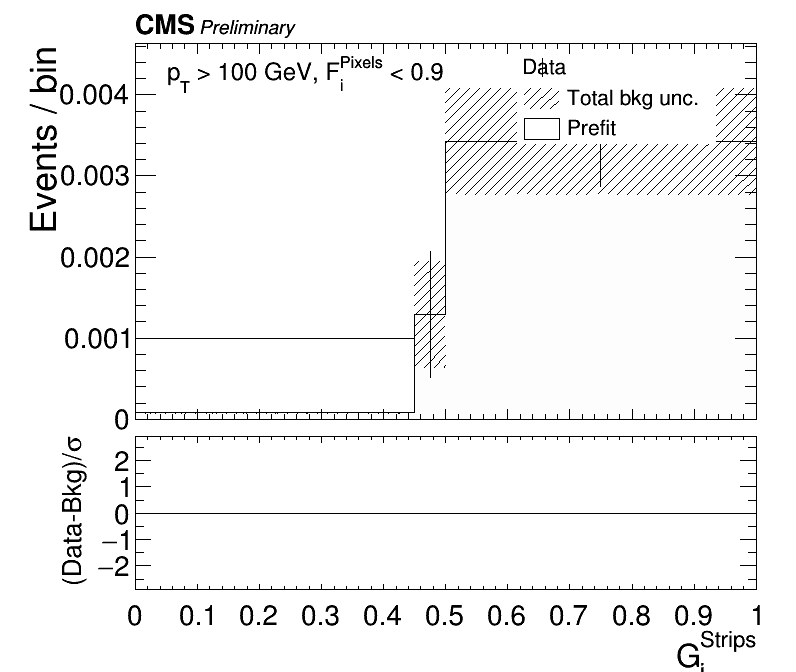 CMS Preliminary
p_T > 100 GeV, F_i^Pixels < 0.9
Data
Total bkg unc.
Prefit
Events / bin
0.004
0.003
0.002
0.001
0
(Data-Bkg)/σ
2
1
0
−1
−2
0 0.1 0.2 0.3 0.4 0.5 0.6 0.7 0.8 0.9 1
G_i^Strips